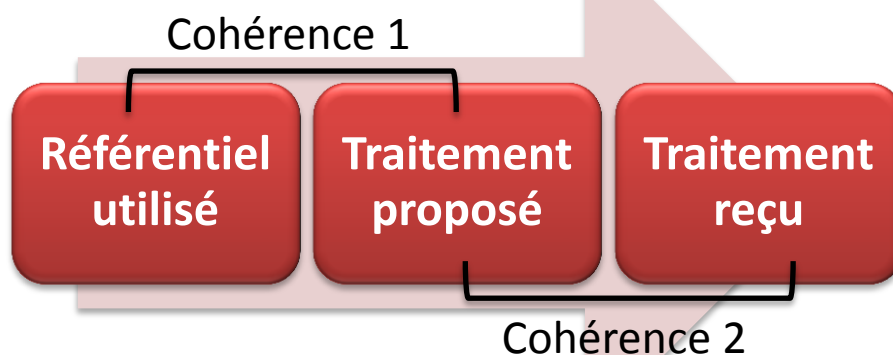 Cohérence 1
Référentiel
utilisé
Traitement
proposé
Traitement
reçu
Cohérence 2